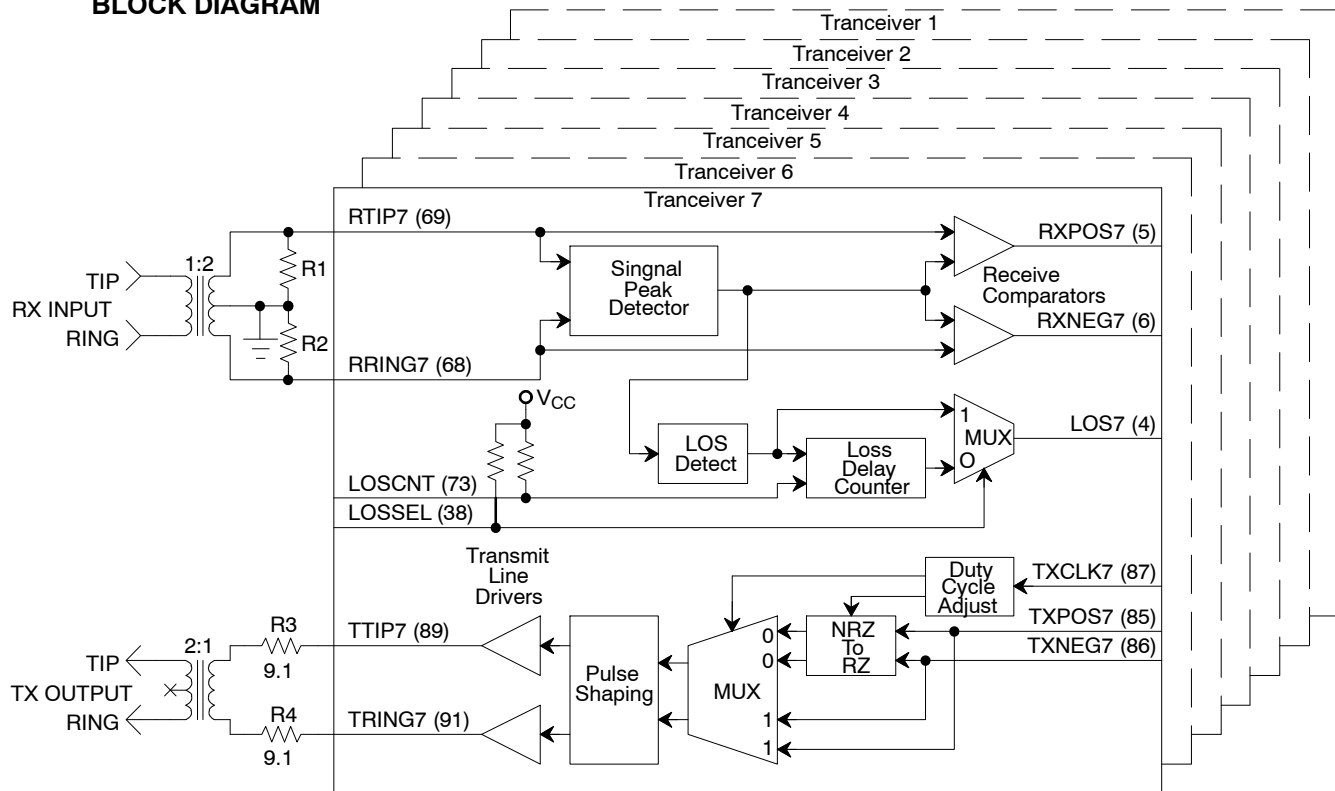 BLOCK DIAGRAM
Tranceiver 1
Tranceiver 2
Tranceiver 3
Tranceiver 4
Tranceiver 5
Tranceiver 6
Tranceiver 7
RTIP7 (69)
RXPOS7 (5)
1:2
TIP
RX INPUT
RING
R1
R2
Singnal
Peak
Detector
Receive
Comparators
RXNEG7 (6)
RRING7 (68)
VCC
LOS
Detect
Loss
Delay
Counter
1
MUX
O
LOS7 (4)
LOSCNT (73)
LOSSEL (38)
Transmit
Line
Drivers
Duty
Cycle
Adjust
TXCLK7 (87)
TXPOS7 (85)
TXNEG7 (86)
NRZ
To
RZ
0
0
MUX
1
1
Pulse
Shaping
TTIP7 (89)
TRING7 (91)
R3
9.1
R4
9.1
2:1
TIP
TX OUTPUT
RING